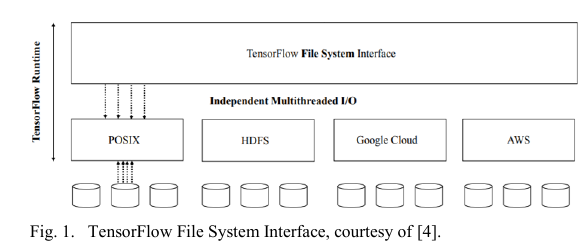 TensorFlow Runtime
TensorFlow File System Interface
Independent Multithreaded I/O
POSIX
HDFS
Google Cloud
AWS
Fig. 1. TensorFlow File System Interface, courtesy of [4].